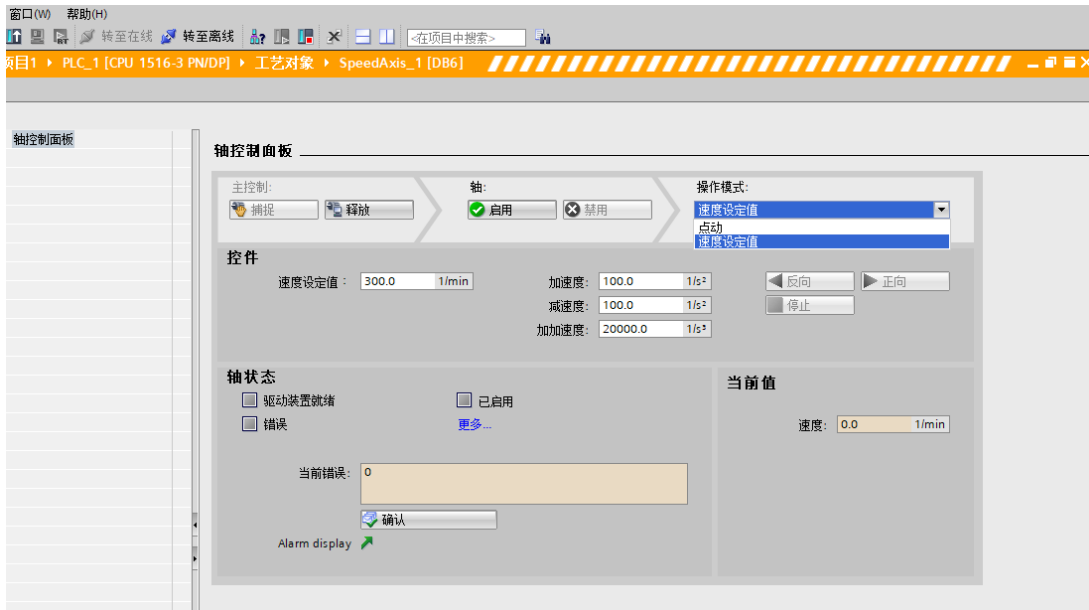 窗口(W) 帮助(H)
转至在线 转至离线 <在项目中搜索>
项目1 ▸ PLC_1 [CPU 1516-3 PN/DP] ▸ 工艺对象 ▸ SpeedAxis_1 [DB6]
轴控制面板
轴控制面板
主控制: 轴: 操作模式:
捕捉 释放 启用 禁用 速度设定值
点动
速度设定值
控件
速度设定值: 300.0 1/min 加速度: 100.0 1/s² 反向 正向
减速度: 100.0 1/s² 停止
加加速度: 20000.0 1/s³
轴状态 当前值
驱动装置就绪 已启用
错误 更多... 速度: 0.0 1/min
当前错误: 0
确认
Alarm display